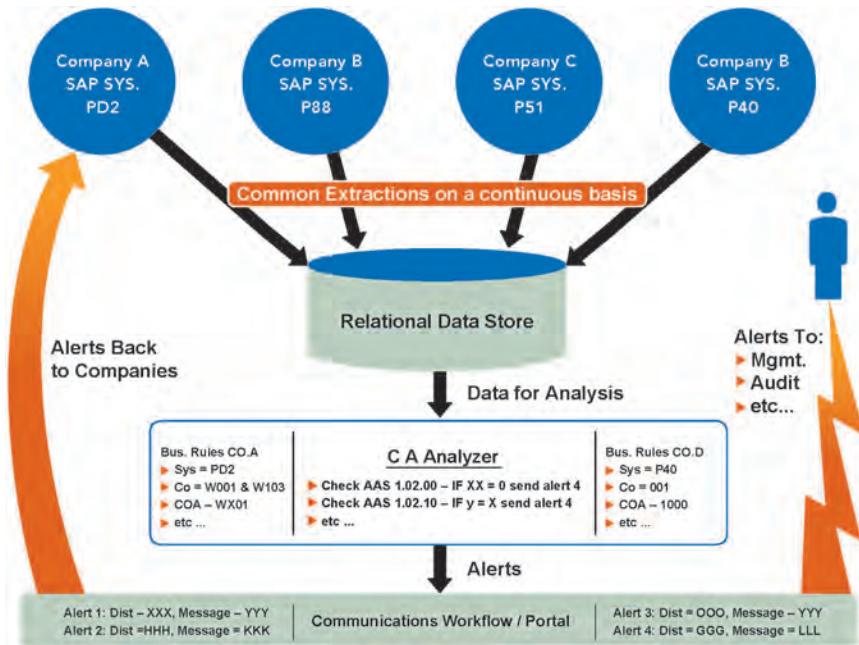 Company A
SAP SYS.
PD2
Company B
SAP SYS.
P88
Company C
SAP SYS.
P51
Company B
SAP SYS.
P40
Common Extractions on a continuous basis
Relational Data Store
Alerts Back
to Companies
Alerts To:
Mgmt.
Audit
etc...
Data for Analysis
Bus. Rules CO.A
Sys = PD2
Co = W001 & W103
COA – WX01
etc ...
C A Analyzer
Check AAS 1.02.00 – IF XX = 0 send alert 4
Check AAS 1.02.10 – IF y = X send alert 4
etc ...
Bus. Rules CO.D
Sys = P40
Co = 001
COA – 1000
etc ...
Alerts
Alert 1: Dist – XXX, Message – YYY
Alert 2: Dist =HHH, Message = KKK
Communications Workflow / Portal
Alert 3: Dist = OOO, Message – YYY
Alert 4: Dist = GGG, Message = LLL